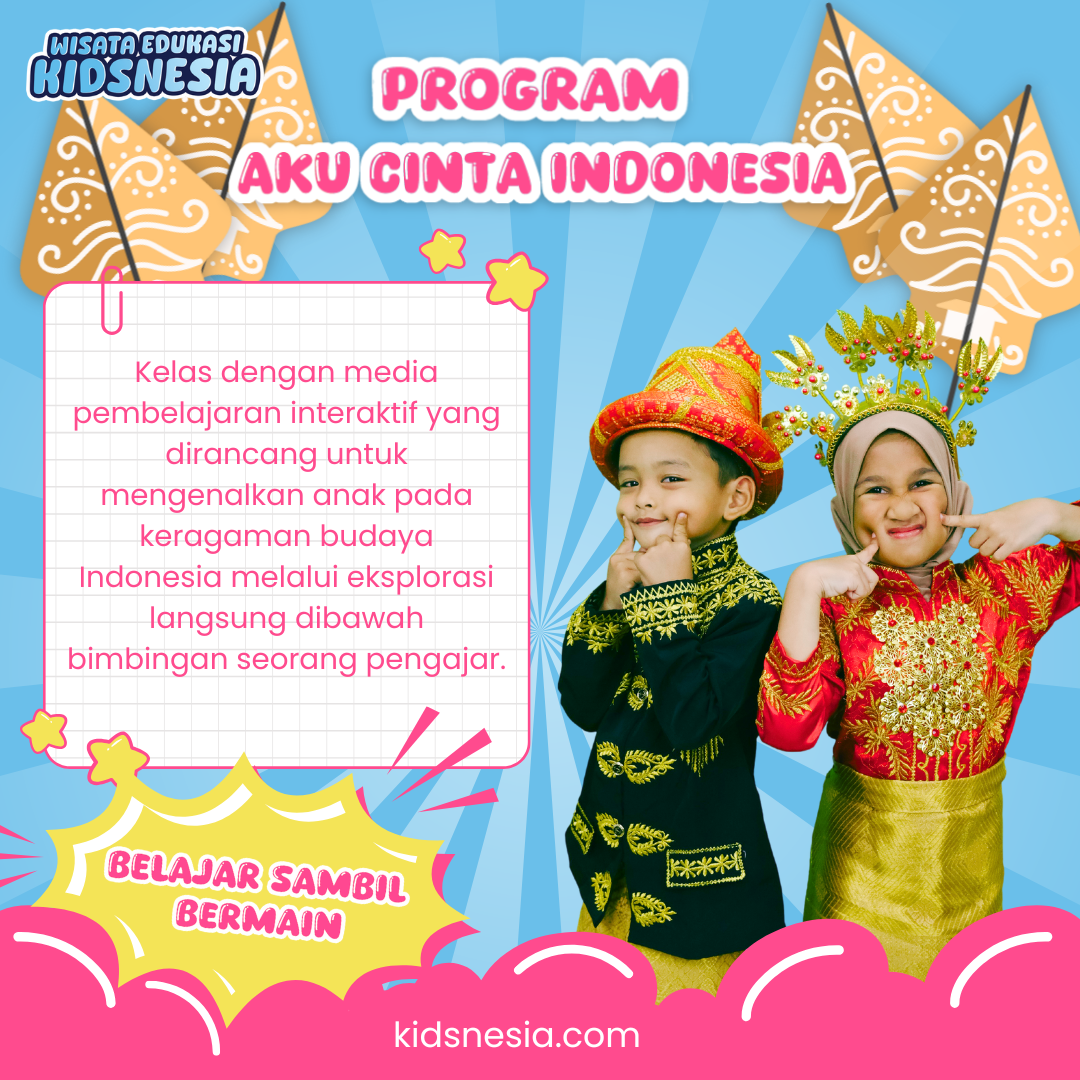 WISATA EDUKASI
KIDSNESIA
PROGRAM
AKU CINTA INDONESIA
Kelas dengan media
pembelajaran interaktif yang
dirancang untuk
mengenalkan anak pada
keragaman budaya
Indonesia melalui eksplorasi
langsung dibawah
bimbingan seorang pengajar.
BELAJAR SAMBIL
BERMAIN
kidsnesia.com